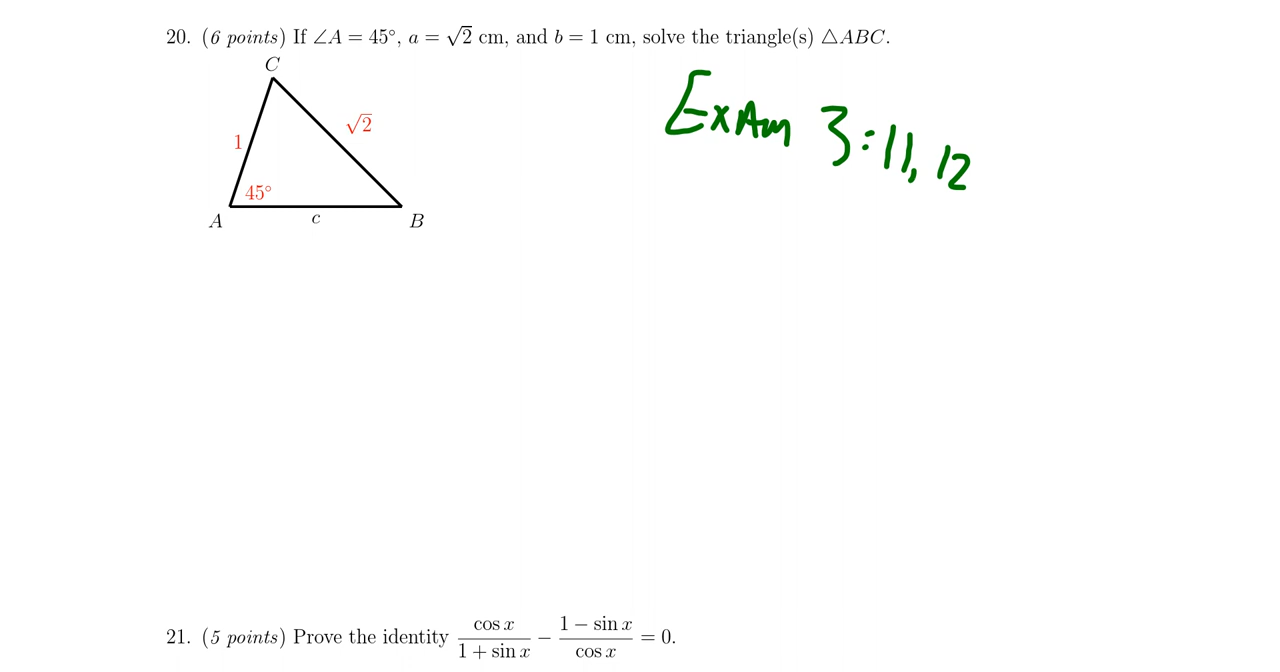 20. (6 points) If ∠A = 45°, a = √2 cm, and b = 1 cm, solve the triangle(s) △ABC.
C
Exam 3: 11, 12
√2
1
45°
A
c
B
21. (5 points) Prove the identity cos x / (1 + sin x) − (1 − sin x) / cos x = 0.